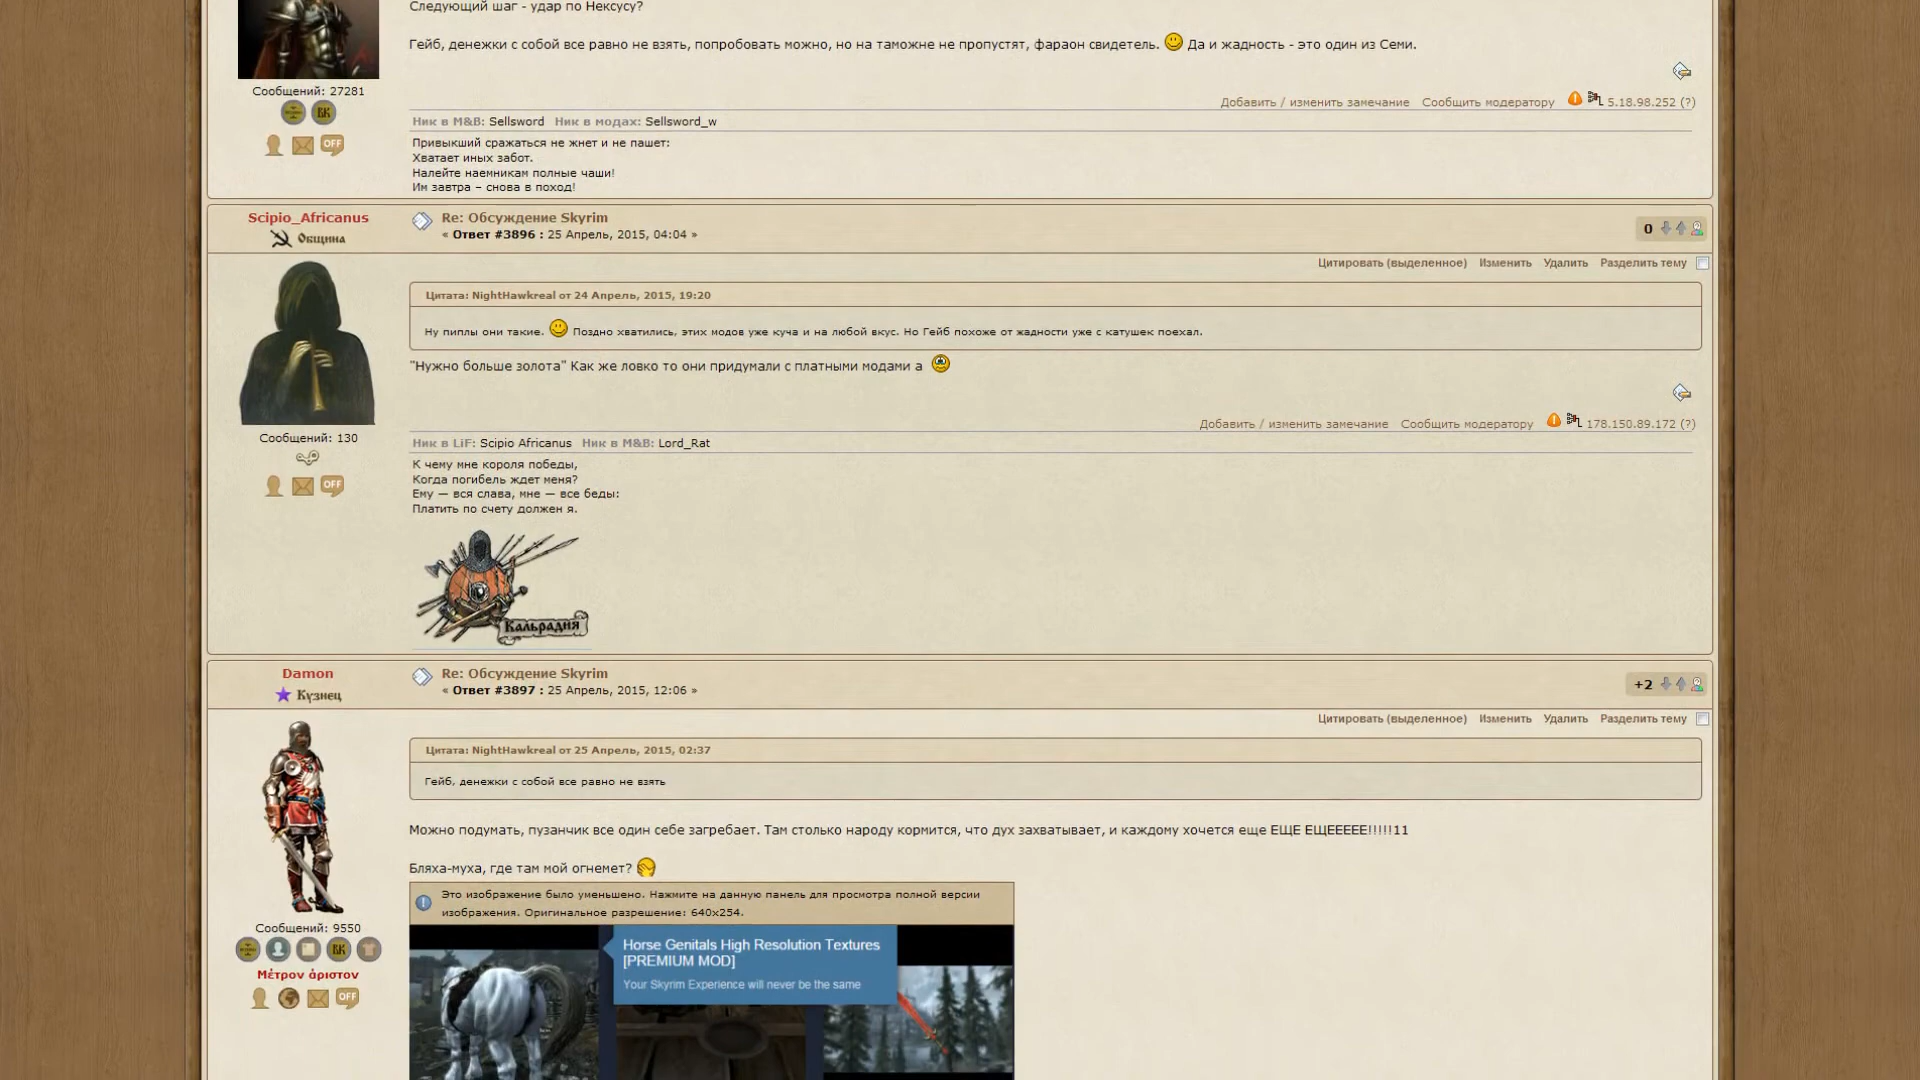 Следующий шаг - удар по Нексусу?
Гейб, денежки с собой все равно не взять, попробовать можно, но на таможне не пропустят, фараон свидетель. Да и жадность - это один из Семи.
Сообщений: 27281
ВК
OFF
Добавить / изменить замечание Сообщить модератору 5.18.98.252 (?)
Ник в M&B: Sellsword Ник в модах: Sellsword_w
Привыкший сражаться не жнет и не пашет:
Хватает иных забот.
Налейте наемникам полные чаши!
Им завтра – снова в поход!
Scipio_Africanus
Община
Re: Обсуждение Skyrim
« Ответ #3896 : 25 Апрель, 2015, 04:04 »
0
Цитировать (выделенное) Изменить Удалить Разделить тему
Цитата: NightHawkreal от 24 Апрель, 2015, 19:20
Ну пиплы они такие. Поздно хватились, этих модов уже куча и на любой вкус. Но Гейб похоже от жадности уже с катушек поехал.
"Нужно больше золота" Как же ловко то они придумали с платными модами а
Сообщений: 130
OFF
Добавить / изменить замечание Сообщить модератору 178.150.89.172 (?)
Ник в LiF: Scipio Africanus Ник в M&B: Lord_Rat
К чему мне короля победы,
Когда погибель ждет меня?
Ему — вся слава, мне — все беды:
Платить по счету должен я.
Кальрадия
Damon
Кузнец
Re: Обсуждение Skyrim
« Ответ #3897 : 25 Апрель, 2015, 12:06 »
+2
Цитировать (выделенное) Изменить Удалить Разделить тему
Цитата: NightHawkreal от 25 Апрель, 2015, 02:37
Гейб, денежки с собой все равно не взять
Можно подумать, пузанчик все один себе загребает. Там столько народу кормится, что дух захватывает, и каждому хочется еще ЕЩЕ ЕЩЕЕЕЕЕ!!!!!11
Бляха-муха, где там мой огнемет?
Это изображение было уменьшено. Нажмите на данную панель для просмотра полной версии
изображения. Оригинальное разрешение: 640x254.
Horse Genitals High Resolution Textures
[PREMIUM MOD]
Your Skyrim Experience will never be the same
Сообщений: 9550
ВК
Μέτρον ἄριστον
OFF